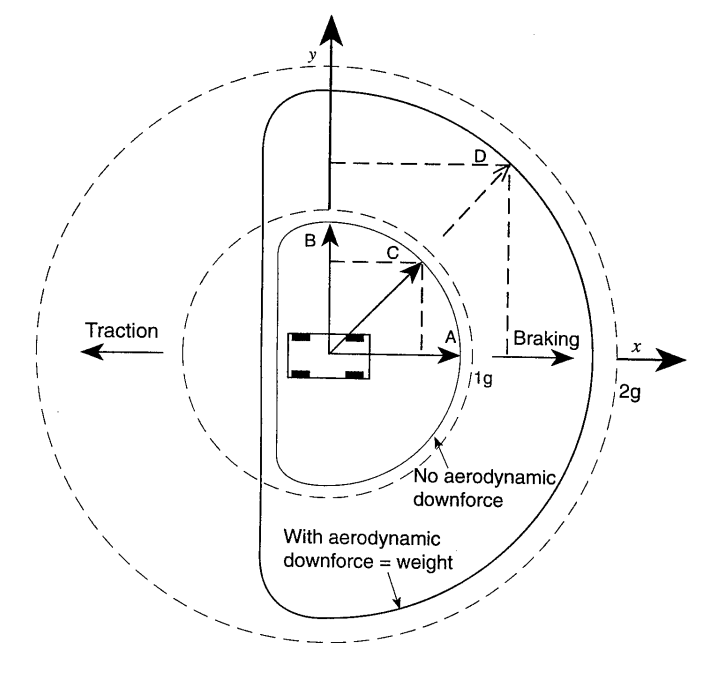 y
D
B
C
Traction
A
Braking
x
1g
2g
No aerodynamic
downforce
With aerodynamic
downforce = weight